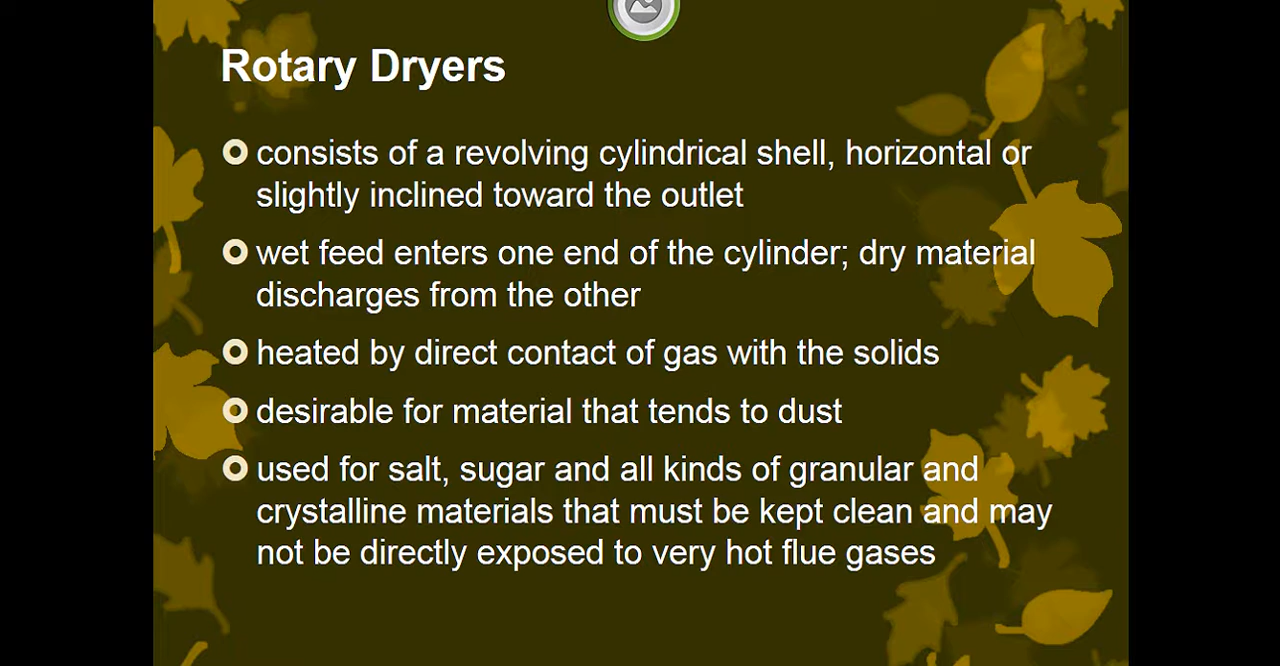 Rotary Dryers
consists of a revolving cylindrical shell, horizontal or
slightly inclined toward the outlet
wet feed enters one end of the cylinder; dry material
discharges from the other
heated by direct contact of gas with the solids
desirable for material that tends to dust
used for salt, sugar and all kinds of granular and
crystalline materials that must be kept clean and may
not be directly exposed to very hot flue gases